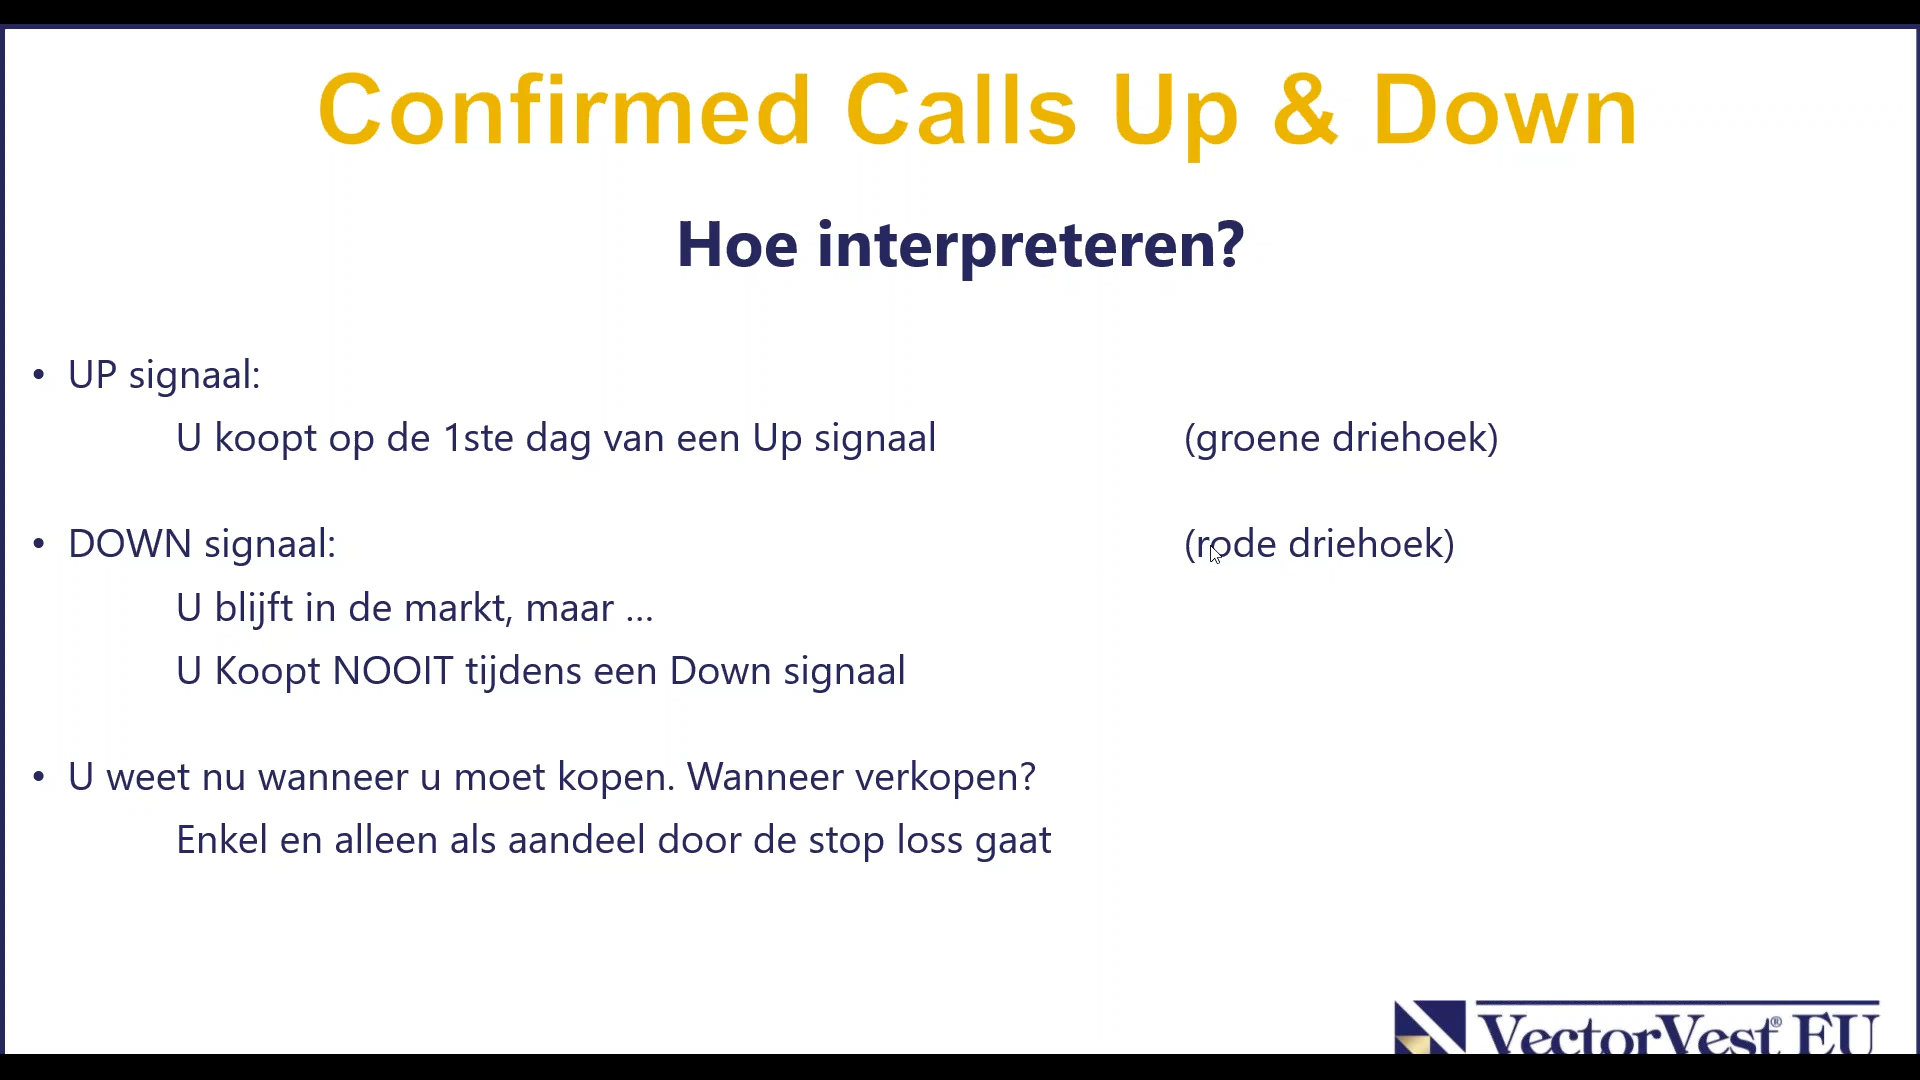 Confirmed Calls Up & Down
Hoe interpreteren?
• UP signaal:
U koopt op de 1ste dag van een Up signaal (groene driehoek)
• DOWN signaal: (rode driehoek)
U blijft in de markt, maar ...
U Koopt NOOIT tijdens een Down signaal
• U weet nu wanneer u moet kopen. Wanneer verkopen?
Enkel en alleen als aandeel door de stop loss gaat
VectorVest® EU